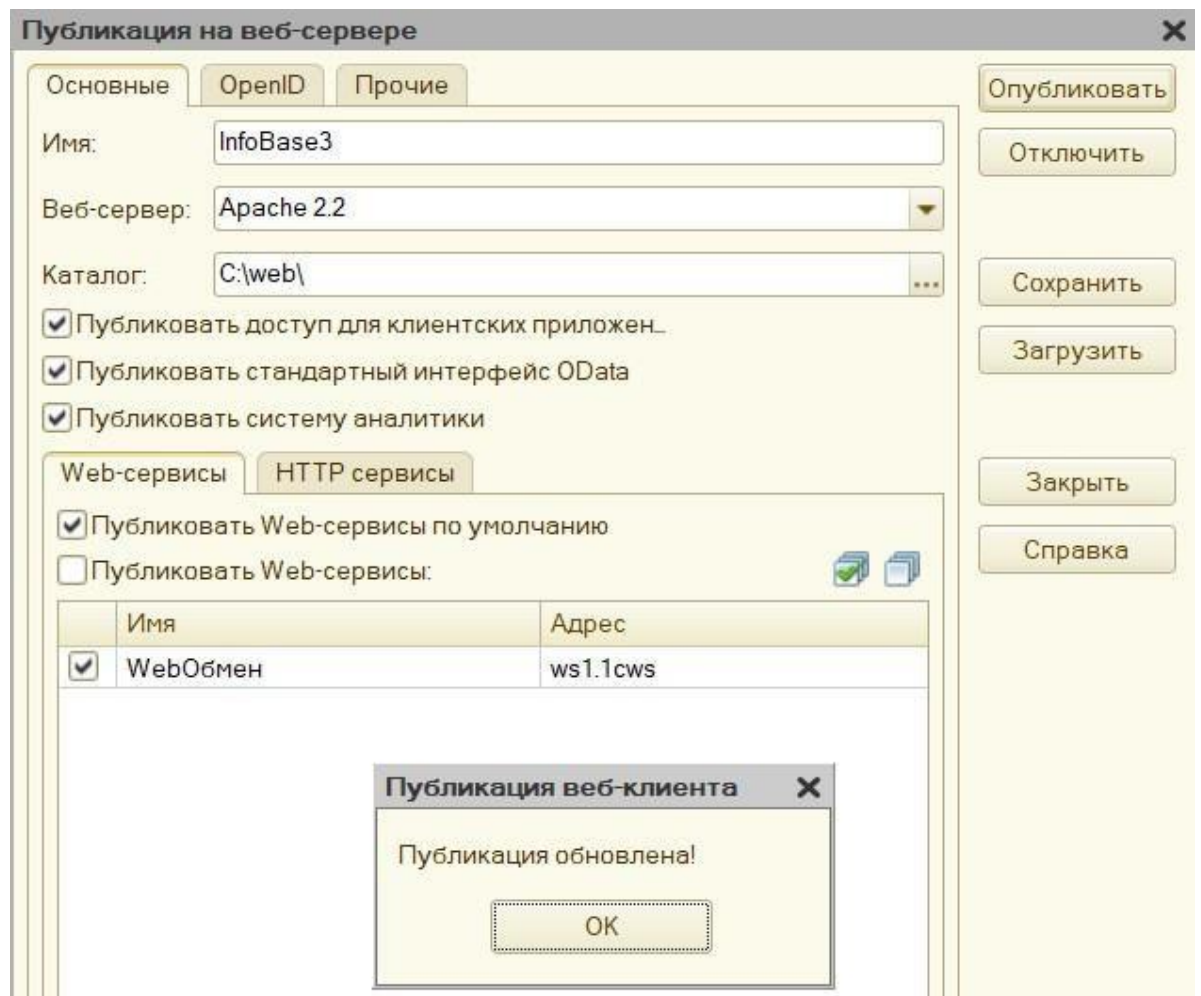 Публикация на веб-сервере
Основные OpenID Прочие
Опубликовать
Имя: InfoBase3
Отключить
Веб-сервер: Apache 2.2
Каталог: C:\web\ ...
Сохранить
Публиковать доступ для клиентских приложен...
Загрузить
Публиковать стандартный интерфейс OData
Публиковать систему аналитики
Web-сервисы HTTP сервисы
Закрыть
Публиковать Web-сервисы по умолчанию
Справка
Публиковать Web-сервисы:
Имя Адрес
WebОбмен ws1.1cws
Публикация веб-клиента
Публикация обновлена!
OK